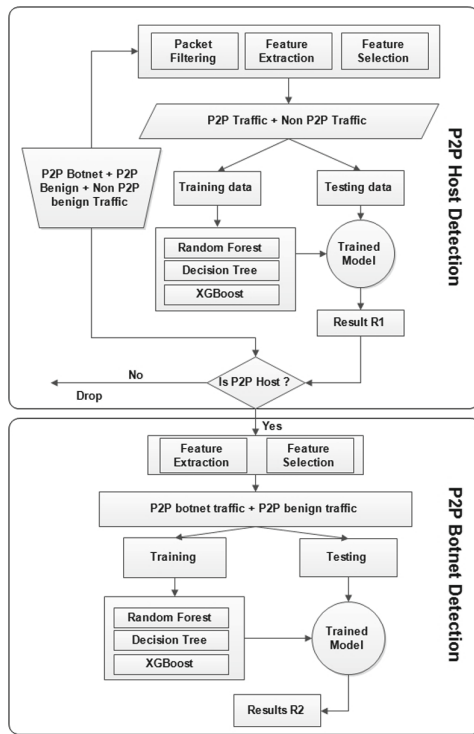 Packet
Filtering
Feature
Extraction
Feature
Selection
P2P Traffic + Non P2P Traffic
P2P Botnet + P2P
Benign + Non P2P
benign Traffic
Training data
Testing data
Random Forest
Decision Tree
XGBoost
Trained
Model
Result R1
Is P2P Host ?
No
Drop
Yes
P2P Host Detection
Feature
Extraction
Feature
Selection
P2P botnet traffic + P2P benign traffic
Training
Testing
Random Forest
Decision Tree
XGBoost
Trained
Model
Results R2
P2P Botnet Detection